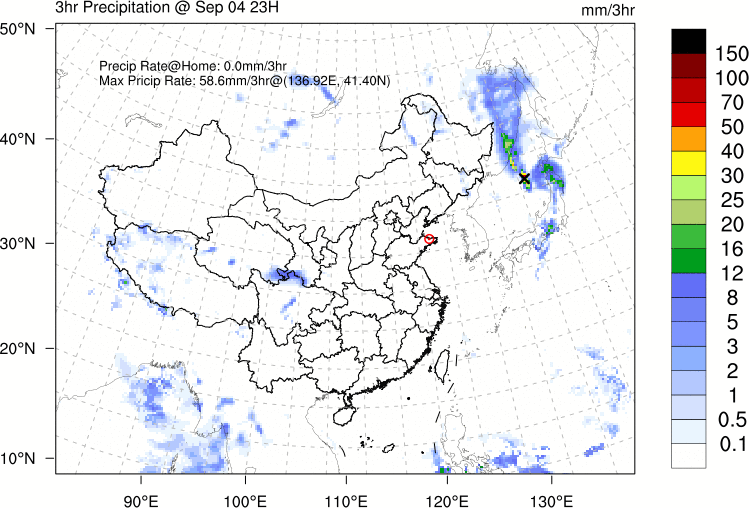 3hr Precipitation @ Sep 04 23H
mm/3hr
Precip Rate@Home: 0.0mm/3hr
Max Pricip Rate: 58.6mm/3hr@(136.92E, 41.40N)
50°N
40°N
30°N
20°N
10°N
90°E
100°E
110°E
120°E
130°E
150
100
70
50
40
30
25
20
16
12
8
5
3
2
1
0.5
0.1